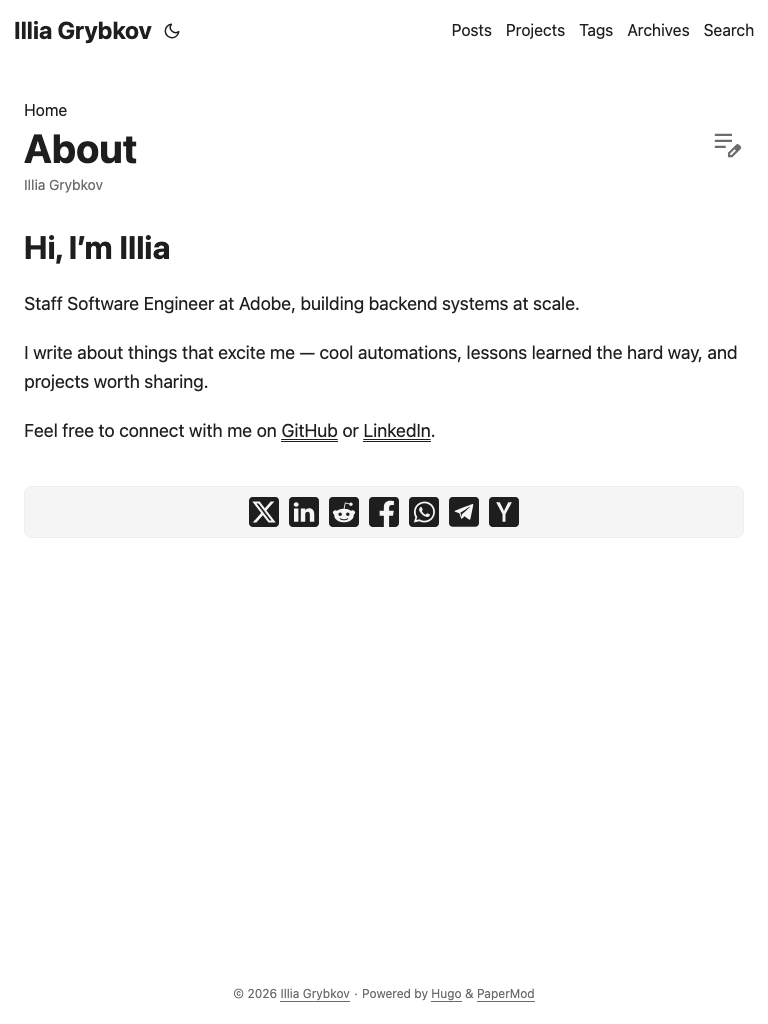 Illia Grybkov
Posts Projects Tags Archives Search
Home
About
Illia Grybkov
Hi, I’m Illia
Staff Software Engineer at Adobe, building backend systems at scale.
I write about things that excite me — cool automations, lessons learned the hard way, and
projects worth sharing.
Feel free to connect with me on GitHub or LinkedIn.
© 2026 Illia Grybkov · Powered by Hugo & PaperMod